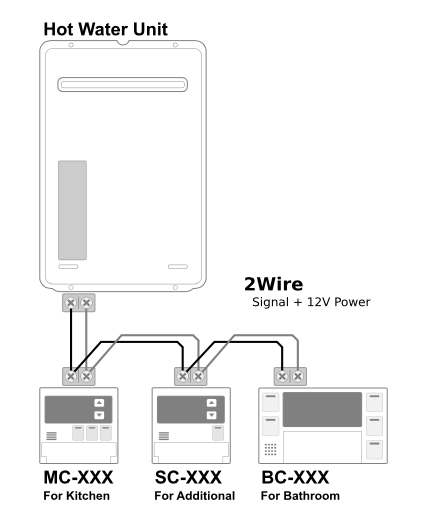 Hot Water Unit
2Wire
Signal + 12V Power
MC-XXX
For Kitchen
SC-XXX
For Additional
BC-XXX
For Bathroom